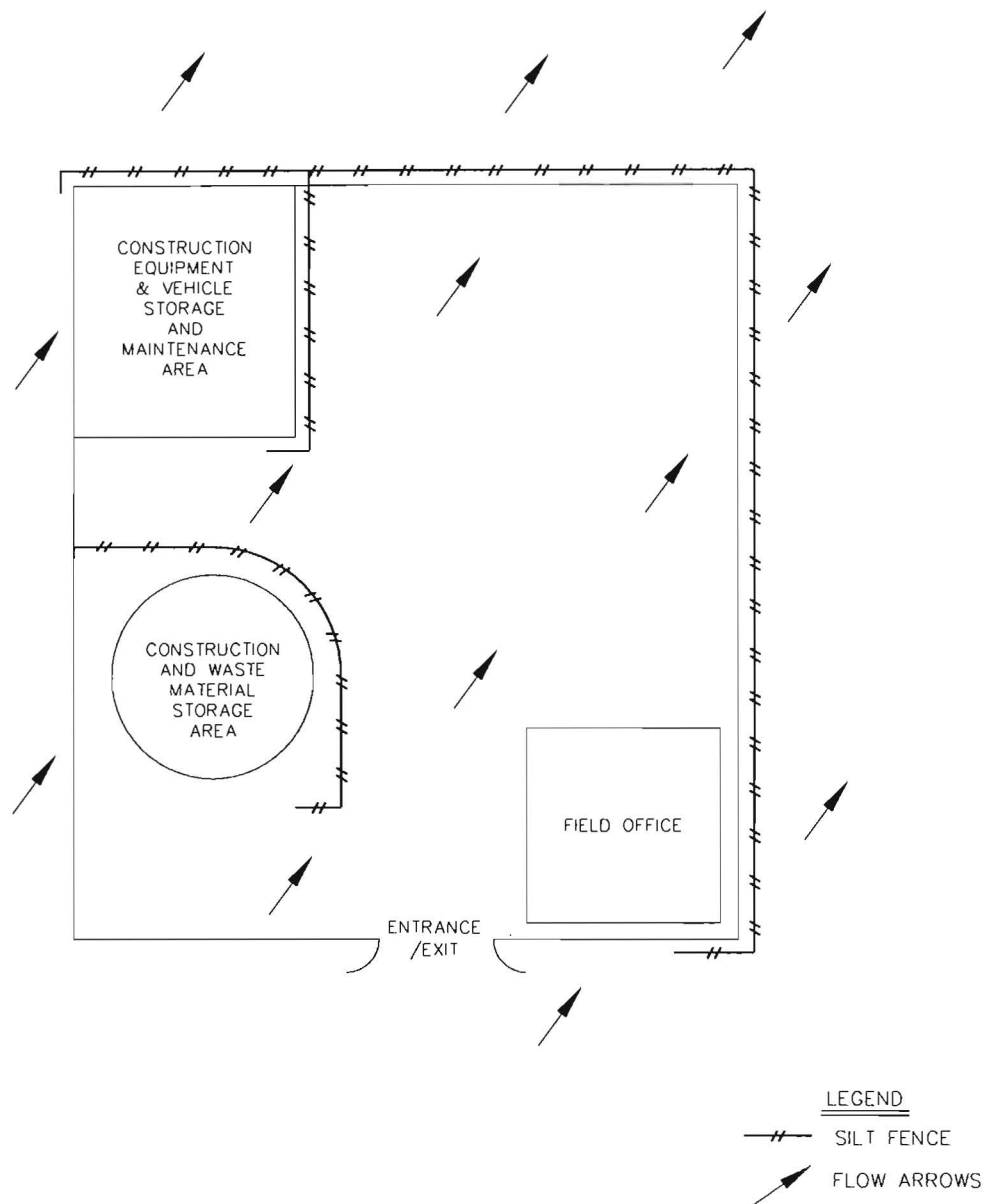 CONSTRUCTION
EQUIPMENT
& VEHICLE
STORAGE
AND
MAINTENANCE
AREA
CONSTRUCTION
AND WASTE
MATERIAL
STORAGE
AREA
FIELD OFFICE
ENTRANCE
/EXIT
LEGEND
SILT FENCE
FLOW ARROWS